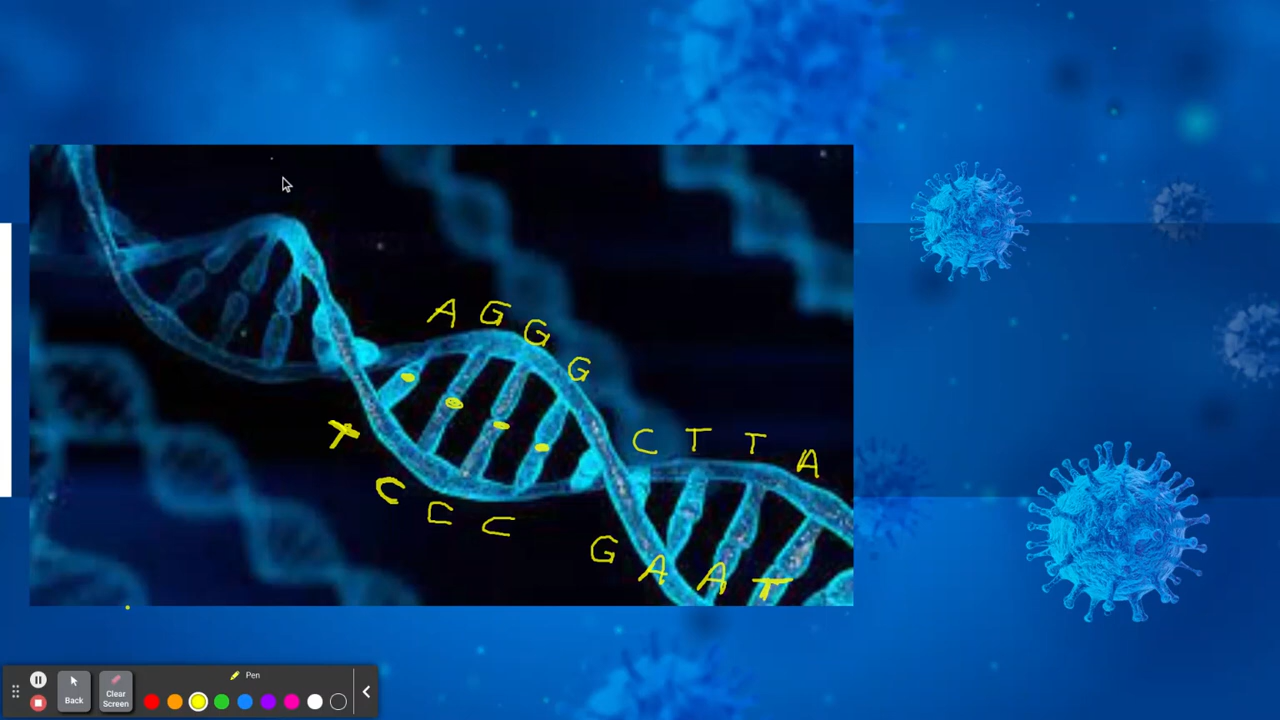 A G G G
C T T A
T C C C
G A A T
Pen
Back
Clear Screen